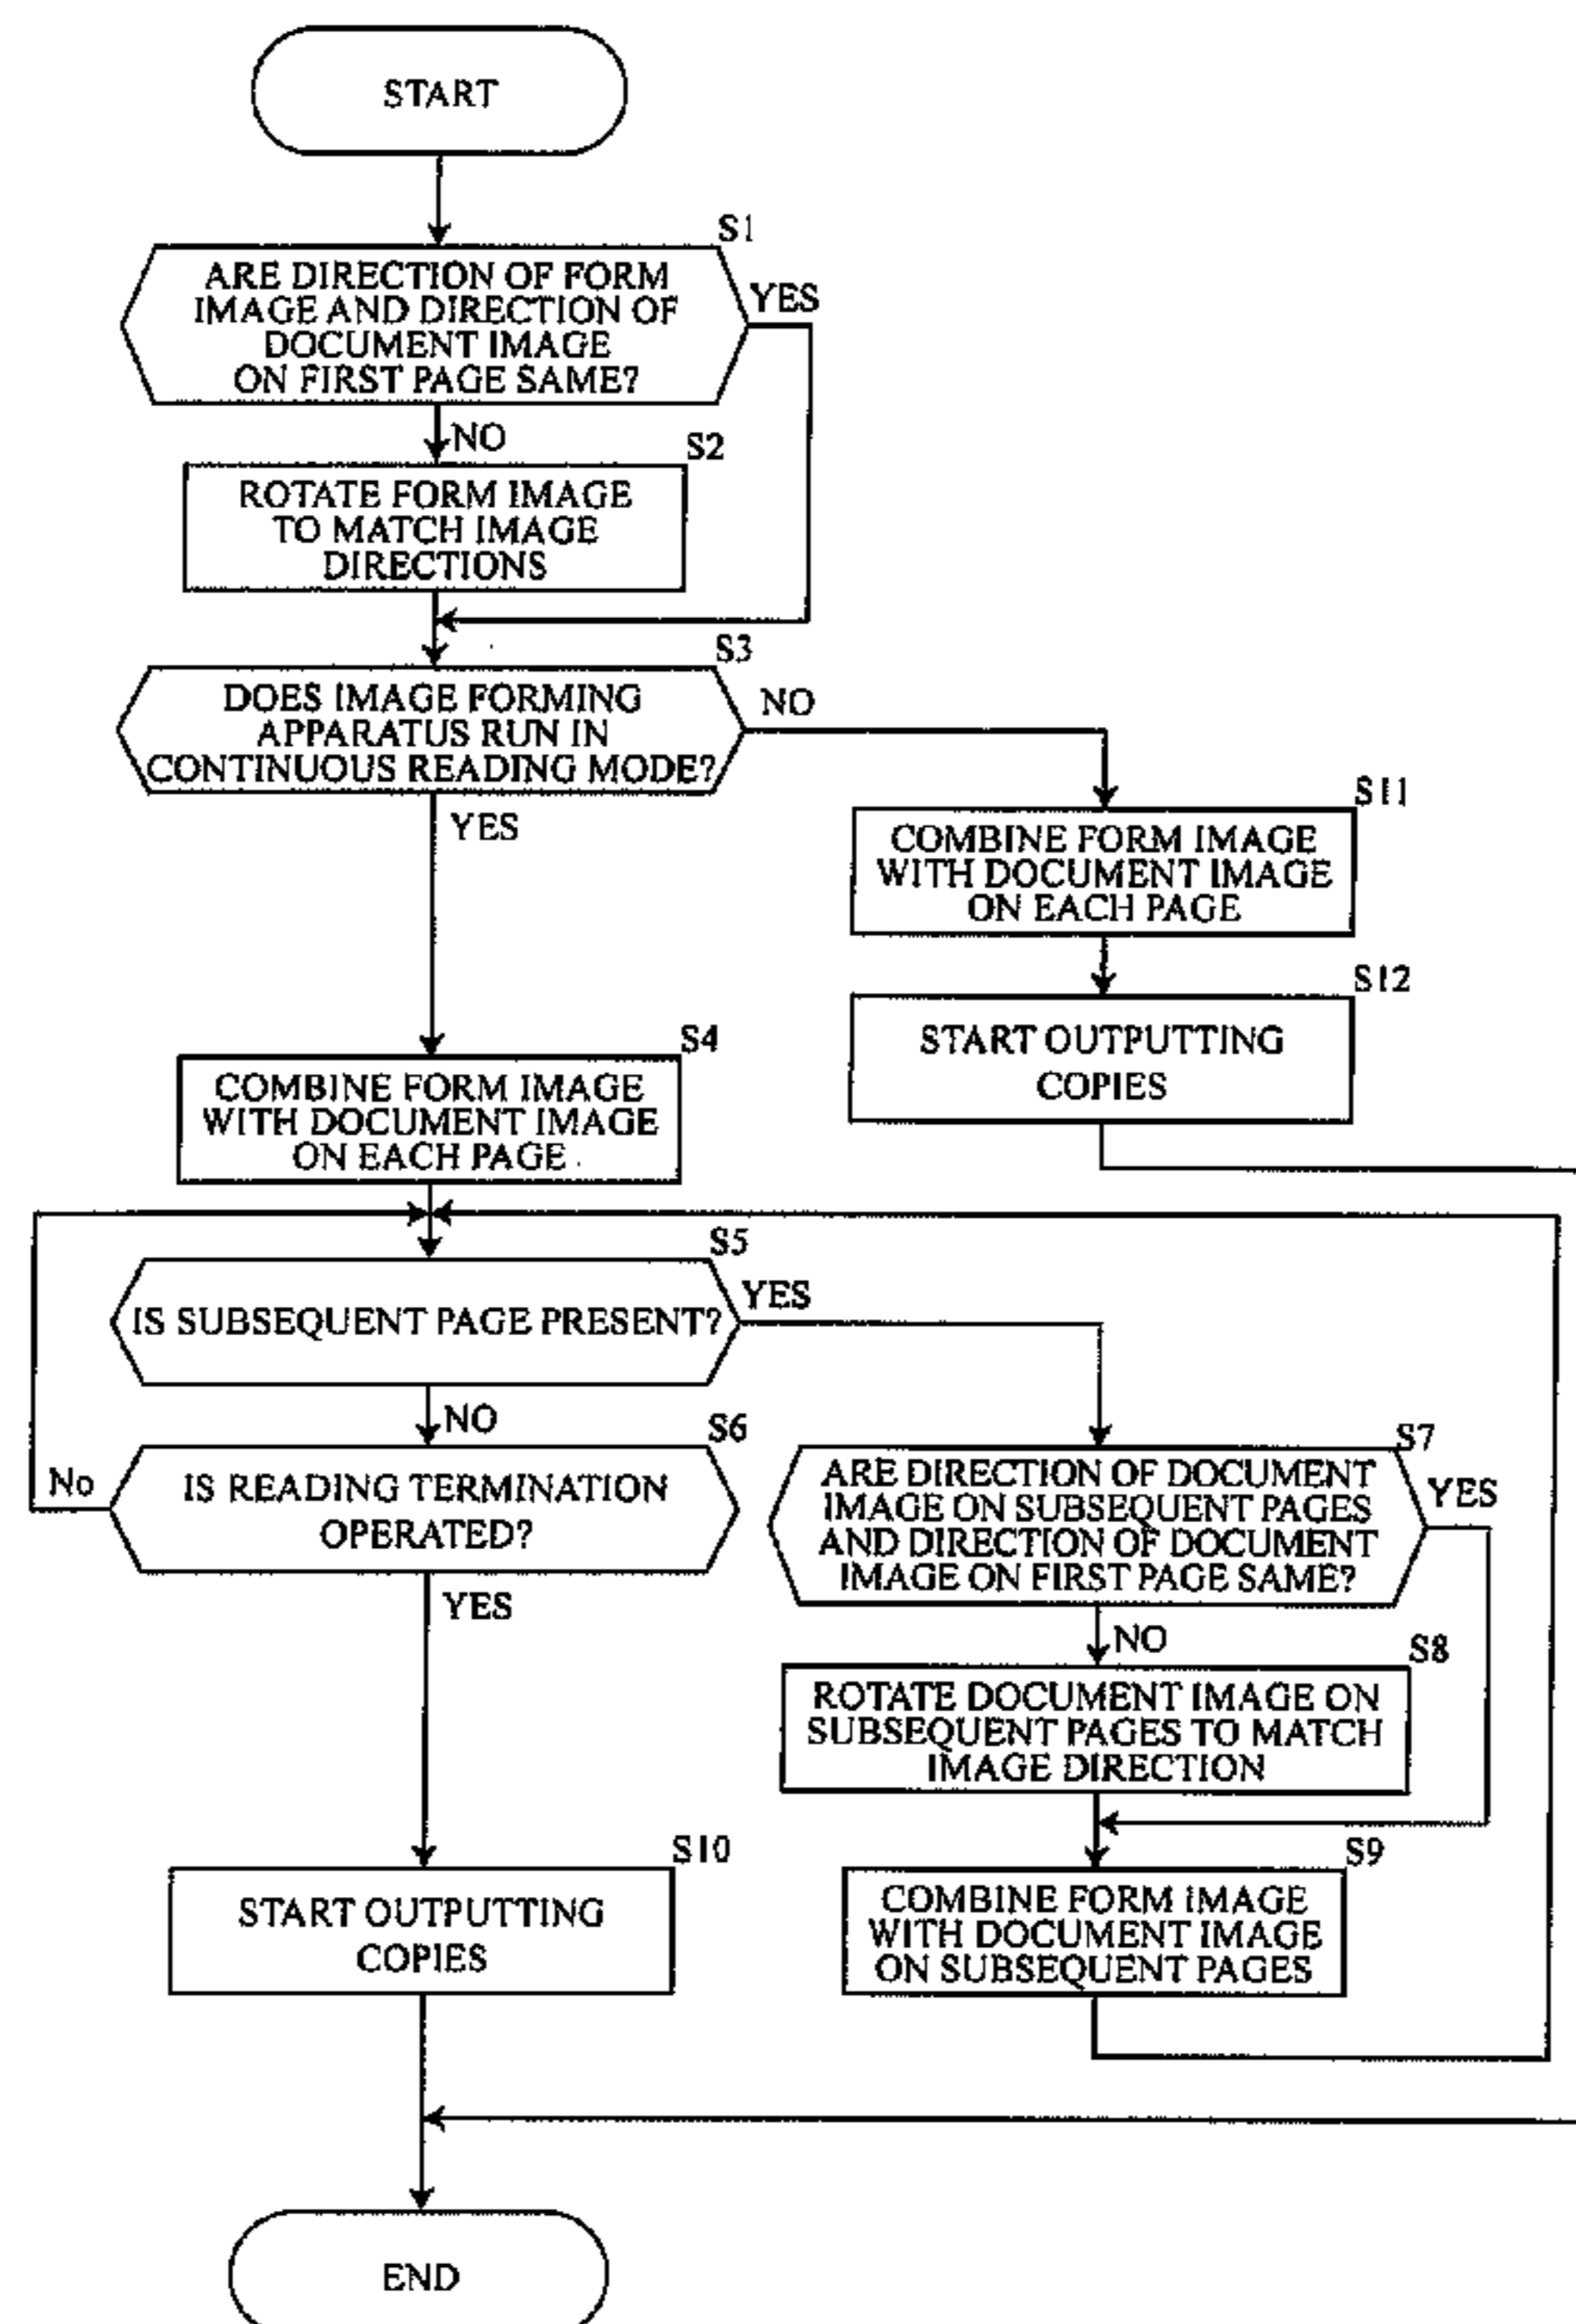 START
S1
ARE DIRECTION OF FORM
IMAGE AND DIRECTION OF
DOCUMENT IMAGE
ON FIRST PAGE SAME?
YES
NO
S2
ROTATE FORM IMAGE
TO MATCH IMAGE
DIRECTIONS
S3
DOES IMAGE FORMING
APPARATUS RUN IN
CONTINUOUS READING MODE?
NO
YES
S11
COMBINE FORM IMAGE
WITH DOCUMENT IMAGE
ON EACH PAGE
S12
START OUTPUTTING
COPIES
S4
COMBINE FORM IMAGE
WITH DOCUMENT IMAGE
ON EACH PAGE
S5
IS SUBSEQUENT PAGE PRESENT?
YES
NO
S6
IS READING TERMINATION
OPERATED?
No
YES
S7
ARE DIRECTION OF DOCUMENT
IMAGE ON SUBSEQUENT PAGES
AND DIRECTION OF DOCUMENT
IMAGE ON FIRST PAGE SAME?
YES
NO
S8
ROTATE DOCUMENT IMAGE ON
SUBSEQUENT PAGES TO MATCH
IMAGE DIRECTION
S9
COMBINE FORM IMAGE
WITH DOCUMENT IMAGE
ON SUBSEQUENT PAGES
S10
START OUTPUTTING
COPIES
END